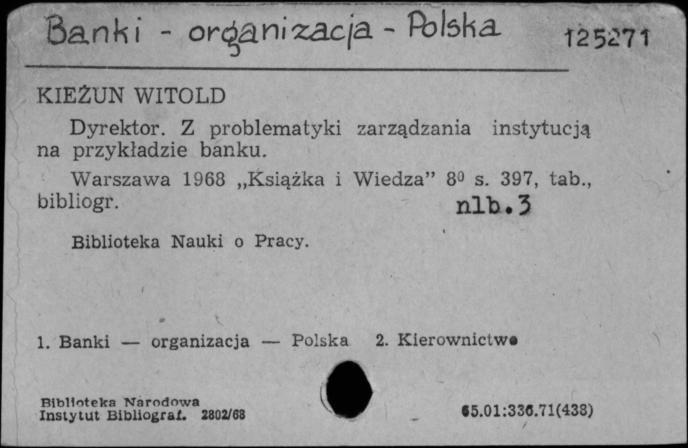 Banki - organizacja - Polska 125271
KIEŻUN WITOLD
Dyrektor. Z problematyki zarządzania instytucją
na przykładzie banku.
Warszawa 1968 „Książka i Wiedza” 8⁰ s. 397, tab.,
bibliogr. nlb.3
Biblioteka Nauki o Pracy.
1. Banki — organizacja — Polska 2. Kierownictwo
Biblioteka Narodowa
Instytut Bibliograf. 2802/68 65.01:336.71(438)